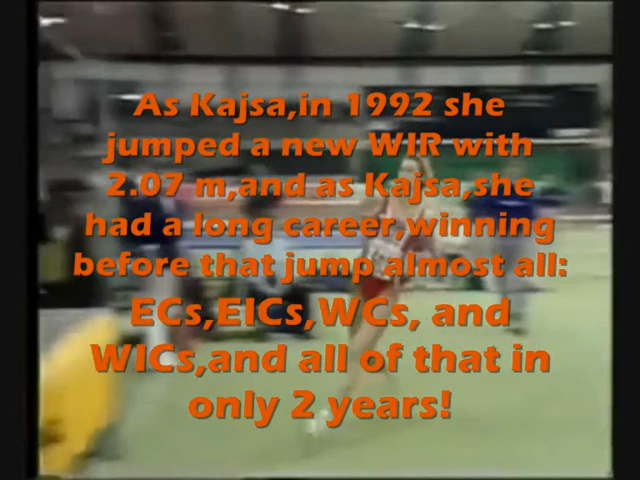 As Kajsa,in 1992 she
jumped a new WIR with
2.07 m,and as Kajsa,she
had a long career,winning
before that jump almost all:
ECs,EICs,WCs, and
WICs,and all of that in
only 2 years!